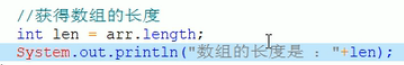 //获得数组的长度
int len = arr.length;
System.out.println("数组的长度是 : "+len);